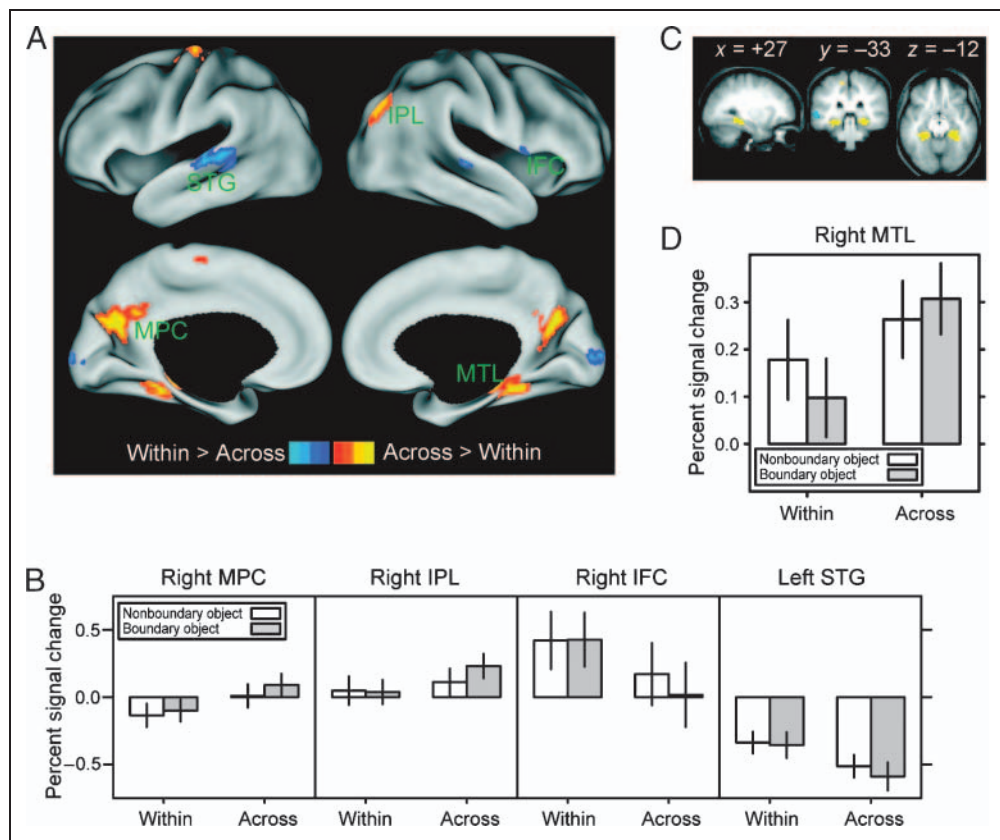 A
IPL
STG
IFC
MPC
MTL
Within > Across
Across > Within
C
x = +27
y = −33
z = −12
D
Right MTL
Percent signal change
0.3
0.2
0.1
0.0
Nonboundary object
Boundary object
Within
Across
B
Right MPC
Right IPL
Right IFC
Left STG
Percent signal change
0.5
0.0
−0.5
Nonboundary object
Boundary object
Within
Across
Within
Across
Within
Across
Within
Across